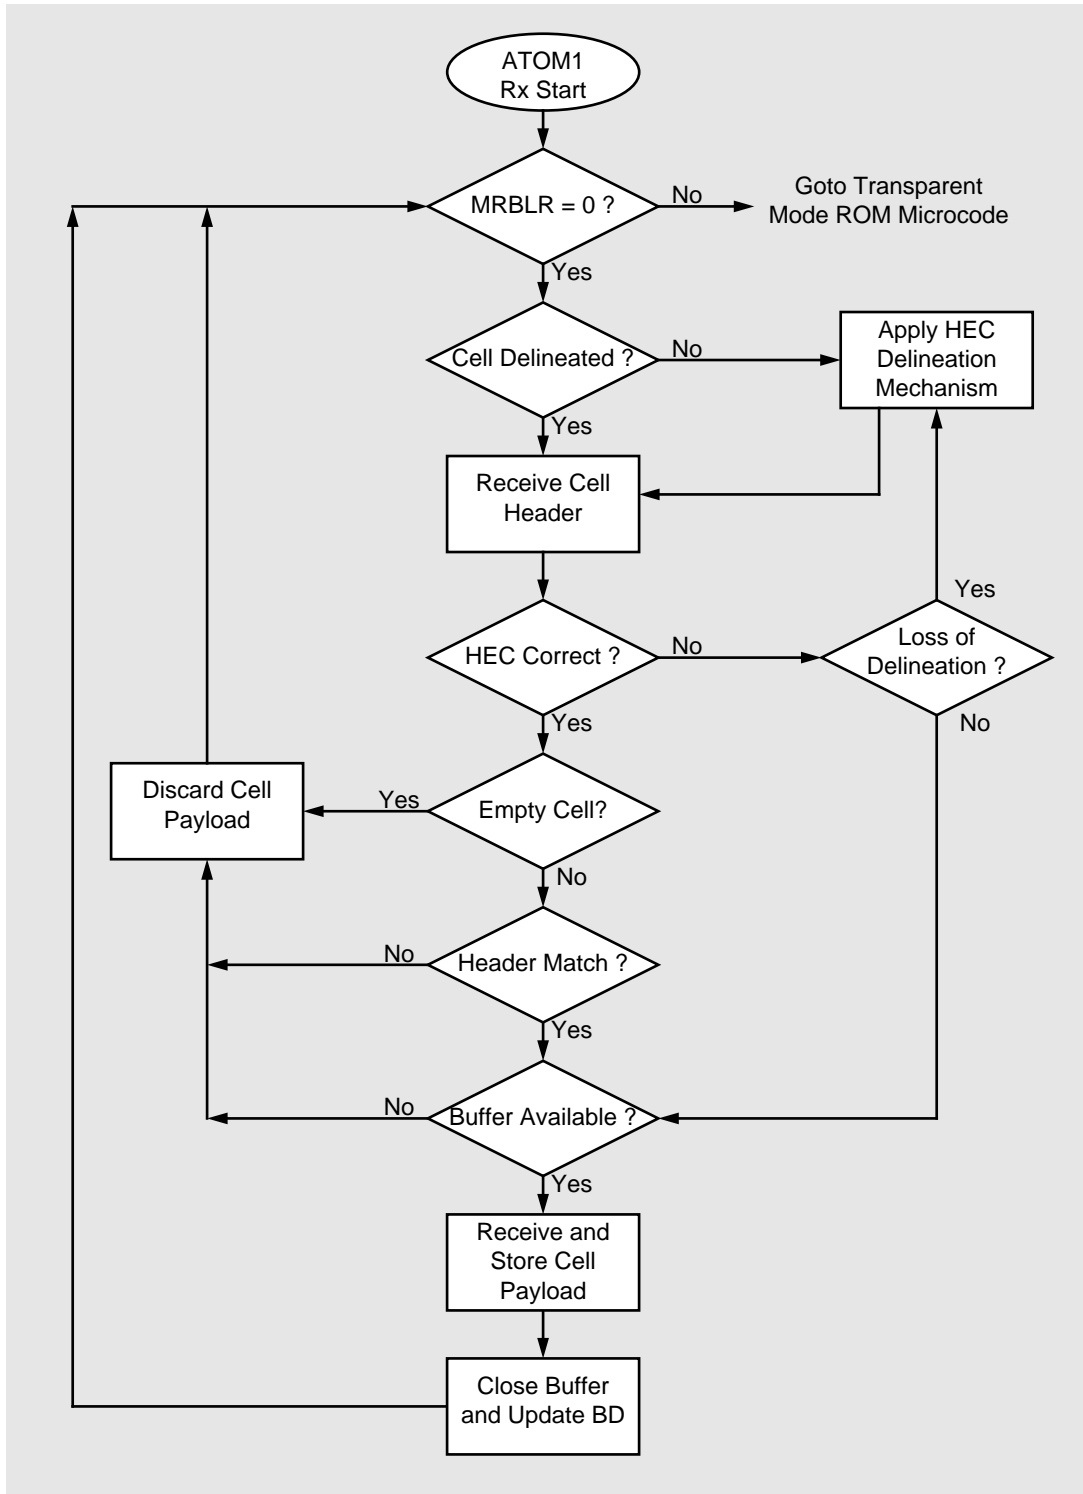 ATOM1
Rx Start
MRBLR = 0 ?
No
Goto Transparent
Mode ROM Microcode
Yes
Cell Delineated ?
No
Apply HEC
Delineation
Mechanism
Yes
Receive Cell
Header
Yes
HEC Correct ?
No
Loss of
Delineation ?
Yes
No
Discard Cell
Payload
Yes
Empty Cell?
No
No
Header Match ?
Yes
No
Buffer Available ?
Yes
Receive and
Store Cell
Payload
Close Buffer
and Update BD